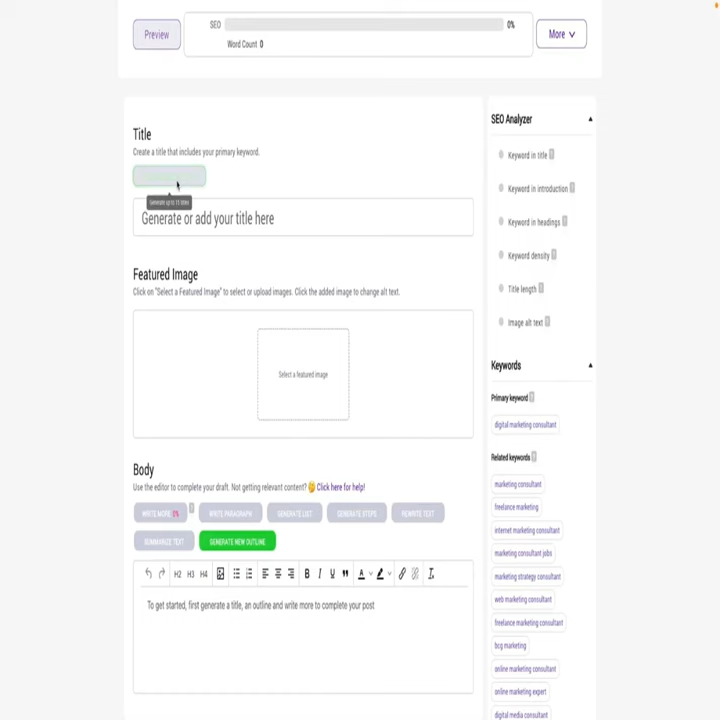 Preview
SEO
0%
Word Count 0
More
Title
Create a title that includes your primary keyword.
Generate up to 15 titles
Generate or add your title here
Featured Image
Click on "Select a Featured Image" to select or upload images. Click the added image to change alt text.
Select a featured image
Body
Use the editor to complete your draft. Not getting relevant content? 🤔 Click here for help!
WRITE MORE 0%
WRITE PARAGRAPH
GENERATE LIST
GENERATE STEPS
REWRITE TEXT
SUMMARIZE TEXT
GENERATE NEW OUTLINE
H2 H3 H4 B I U A
To get started, first generate a title, an outline and write more to complete your post
SEO Analyzer
Keyword in title
Keyword in introduction
Keyword in headings
Keyword density
Title length
Image alt text
Keywords
Primary keyword
digital marketing consultant
Related keywords
marketing consultant
freelance marketing
internet marketing consultant
marketing consultant jobs
marketing strategy consultant
web marketing consultant
freelance marketing consultant
bcg marketing
online marketing consultant
online marketing expert
digital media consultant